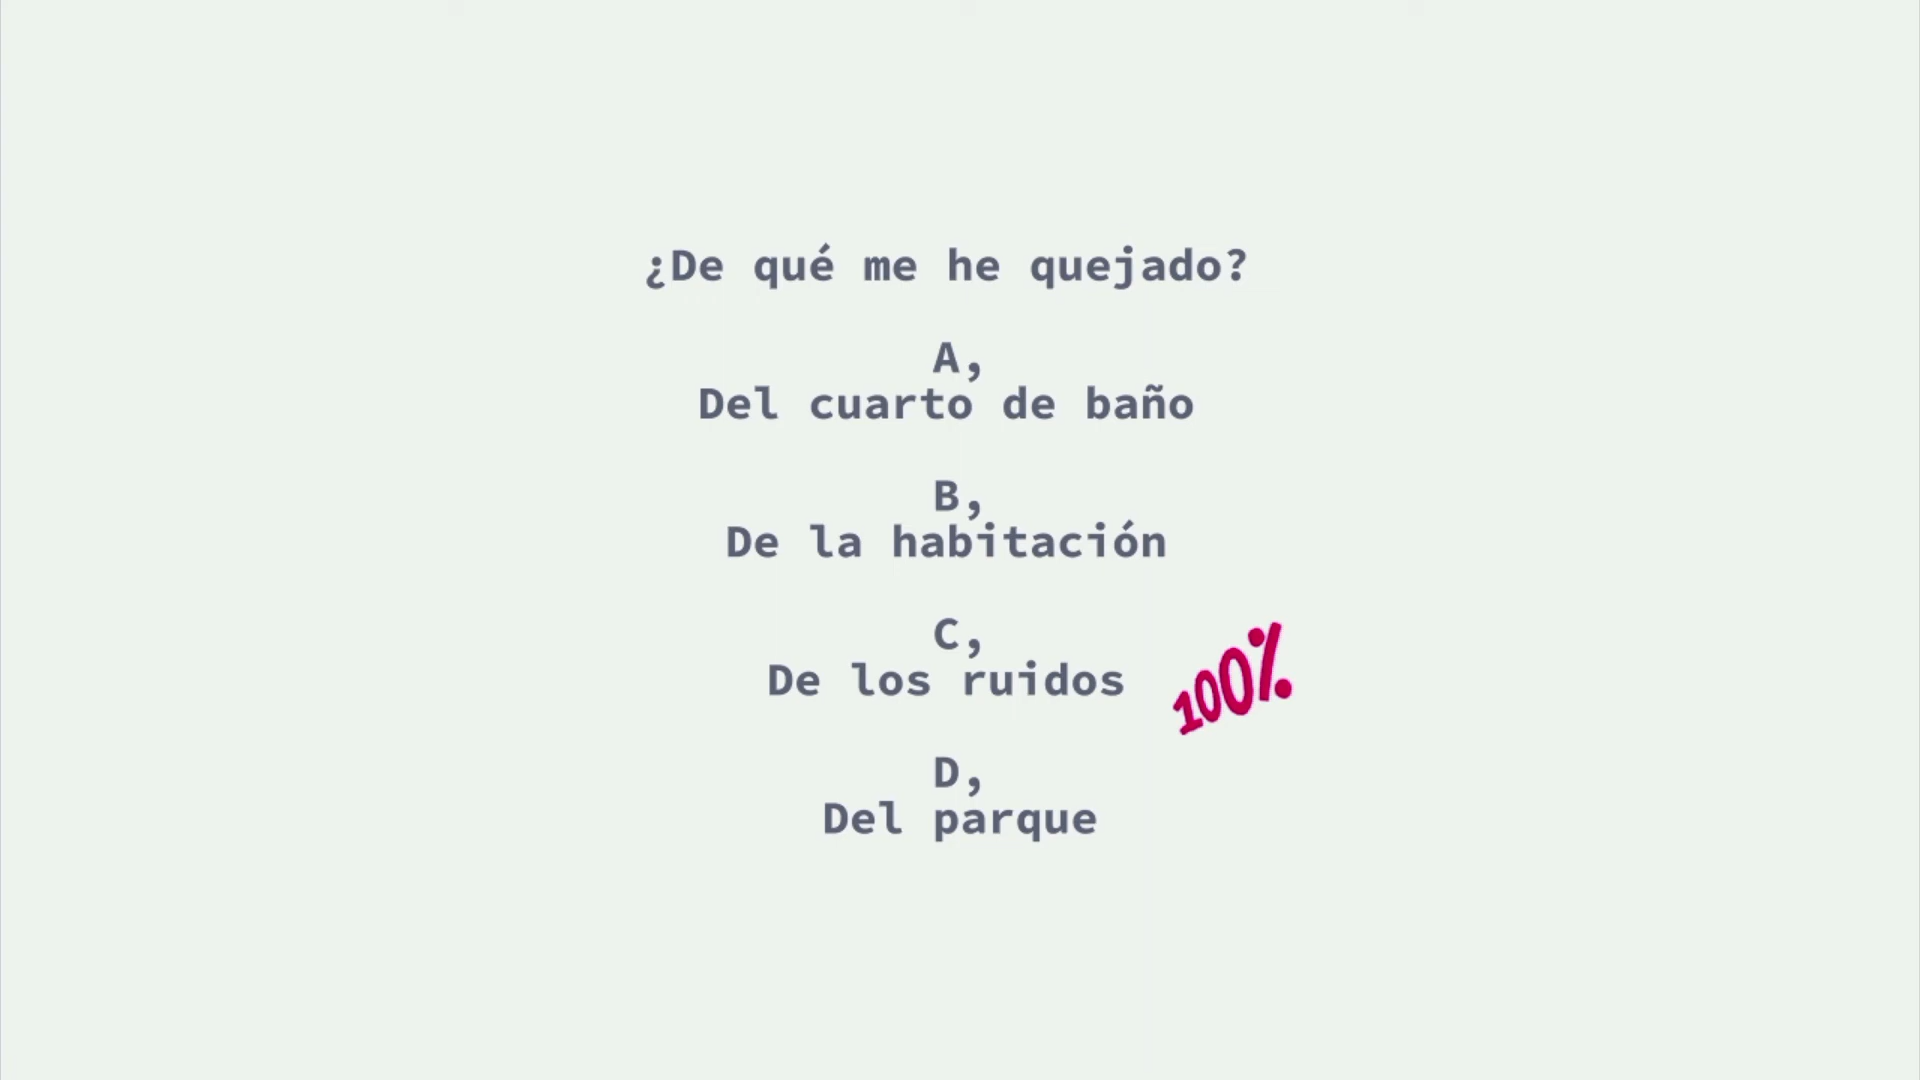 ¿De qué me he quejado?
A,
Del cuarto de baño
B,
De la habitación
C,
De los ruidos
100%
D,
Del parque